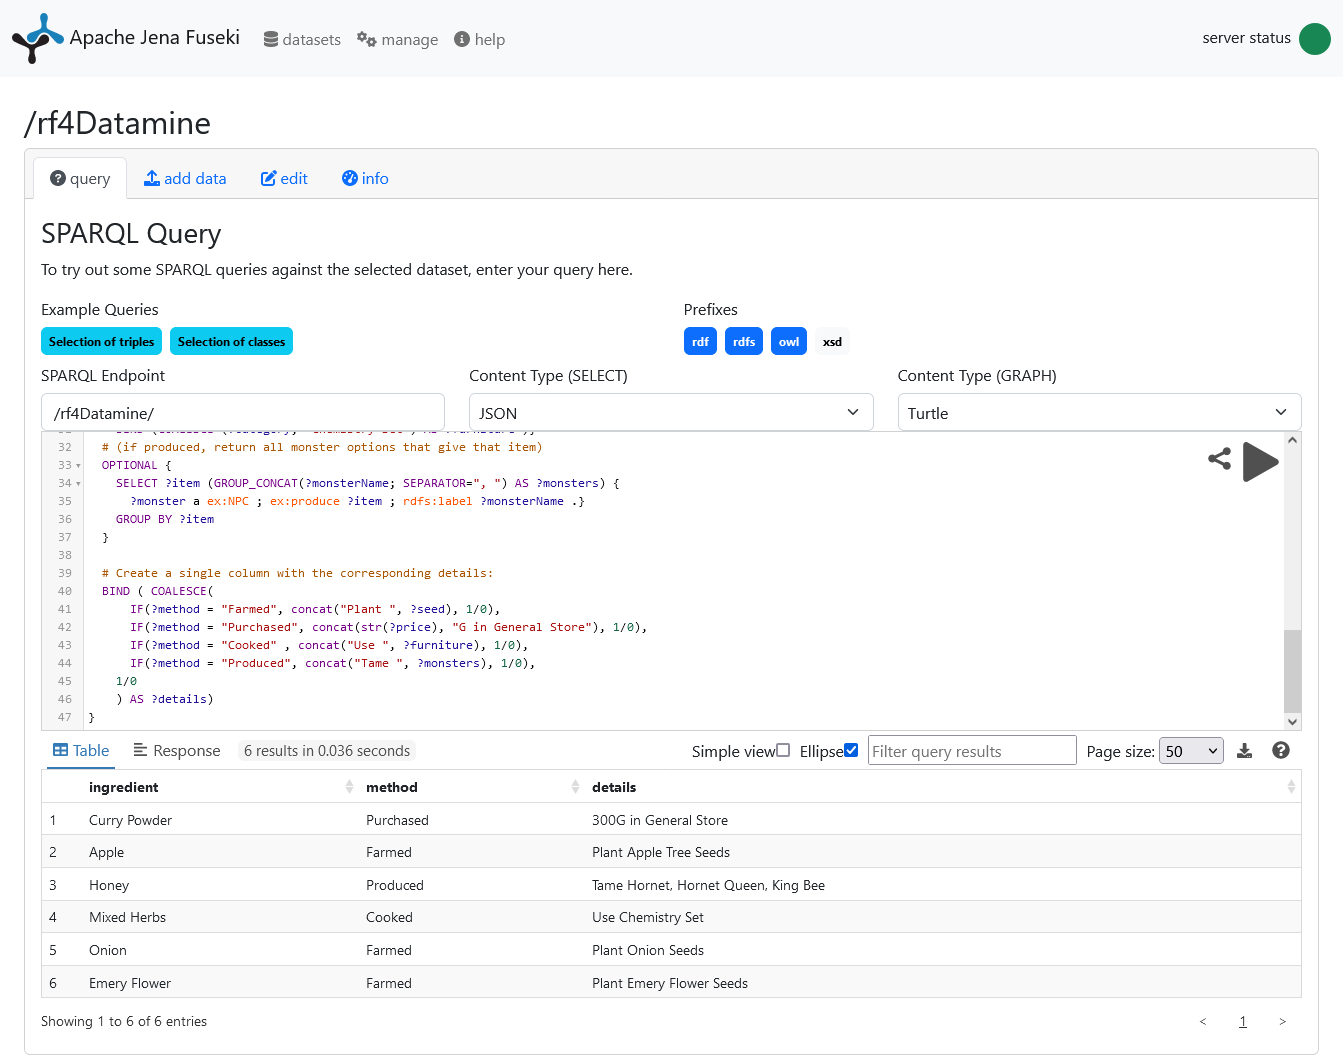 Apache Jena Fuseki datasets manage help server status
/rf4Datamine
query add data edit info
SPARQL Query
To try out some SPARQL queries against the selected dataset, enter your query here.
Example Queries Prefixes
Selection of triples Selection of classes rdf rdfs owl xsd
SPARQL Endpoint Content Type (SELECT) Content Type (GRAPH)
/rf4Datamine/ JSON Turtle
32 # (if produced, return all monster options that give that item)
33 OPTIONAL {
34 SELECT ?item (GROUP_CONCAT(?monsterName; SEPARATOR=", ") AS ?monsters) {
35 ?monster a ex:NPC ; ex:produce ?item ; rdfs:label ?monsterName .}
36 GROUP BY ?item
37 }
38
39 # Create a single column with the corresponding details:
40 BIND ( COALESCE(
41 IF(?method = "Farmed", concat("Plant ", ?seed), 1/0),
42 IF(?method = "Purchased", concat(str(?price), "G in General Store"), 1/0),
43 IF(?method = "Cooked" , concat("Use ", ?furniture), 1/0),
44 IF(?method = "Produced", concat("Tame ", ?monsters), 1/0),
45 1/0
46 ) AS ?details)
47 }
Table Response 6 results in 0.036 seconds Simple view Ellipse Filter query results Page size: 50
ingredient method details
1 Curry Powder Purchased 300G in General Store
2 Apple Farmed Plant Apple Tree Seeds
3 Honey Produced Tame Hornet, Hornet Queen, King Bee
4 Mixed Herbs Cooked Use Chemistry Set
5 Onion Farmed Plant Onion Seeds
6 Emery Flower Farmed Plant Emery Flower Seeds
Showing 1 to 6 of 6 entries < 1 >